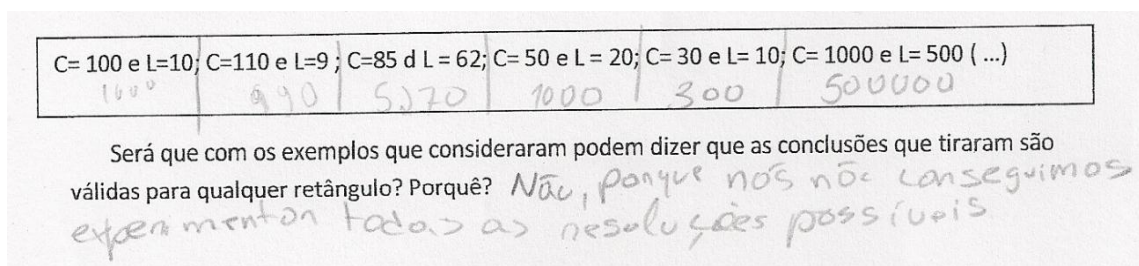 C= 100 e L=10; C=110 e L=9 ; C=85 d L = 62; C= 50 e L = 20; C= 30 e L= 10; C= 1000 e L= 500 ( ...)
1000 990 5270 1000 300 500000
Será que com os exemplos que consideraram podem dizer que as conclusões que tiraram são
válidas para qualquer retângulo? Porquê? Não, porque nós não conseguimos
experimentar todas as resoluções possíveis